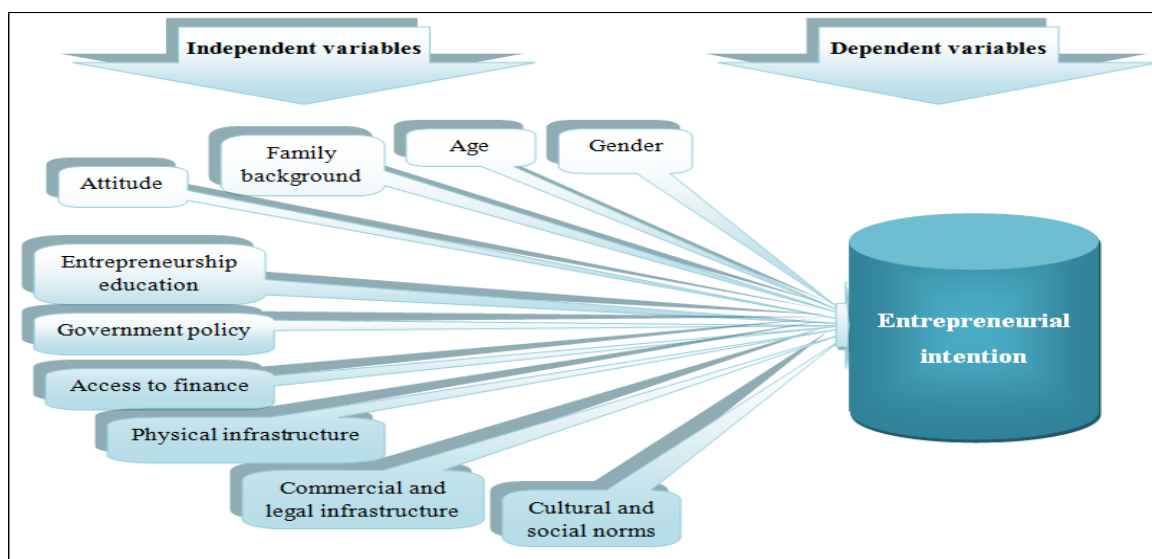 Independent variables
Dependent variables
Family
background
Age
Gender
Attitude
Entrepreneurship
education
Government policy
Access to finance
Physical infrastructure
Commercial and
legal infrastructure
Cultural and
social norms
Entrepreneurial
intention